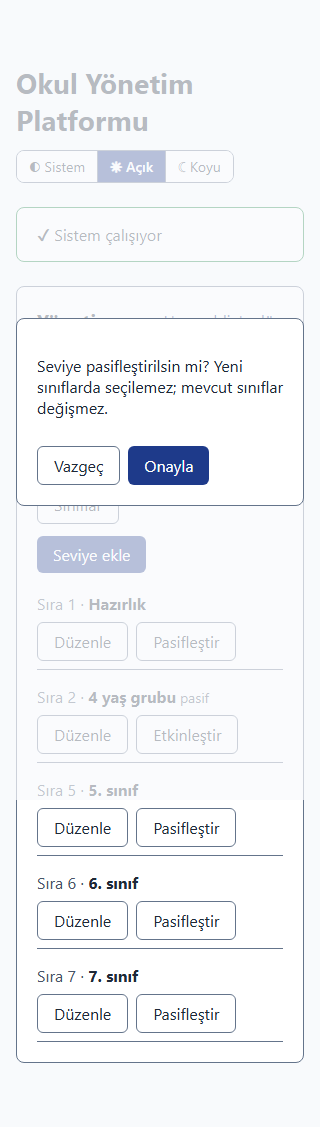 Okul Yönetim
Platformu
Sistem Açık Koyu
✓ Sistem çalışıyor
Seviye pasifleştirilsin mi? Yeni
sınıflarda seçilemez; mevcut sınıflar
değişmez.
Vazgeç Onayla
Sınıflar
Seviye ekle
Sıra 1 · Hazırlık
Düzenle Pasifleştir
Sıra 2 · 4 yaş grubu pasif
Düzenle Etkinleştir
Sıra 5 · 5. sınıf
Düzenle Pasifleştir
Sıra 6 · 6. sınıf
Düzenle Pasifleştir
Sıra 7 · 7. sınıf
Düzenle Pasifleştir